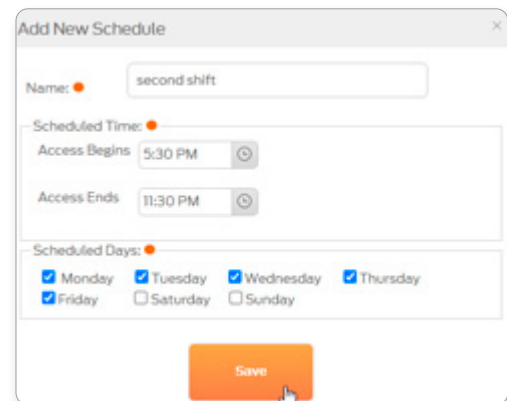 Add New Schedule
Name:
second shift
Scheduled Time:
Access Begins 5:30 PM
Access Ends 11:30 PM
Scheduled Days:
Monday Tuesday Wednesday Thursday
Friday Saturday Sunday
Save